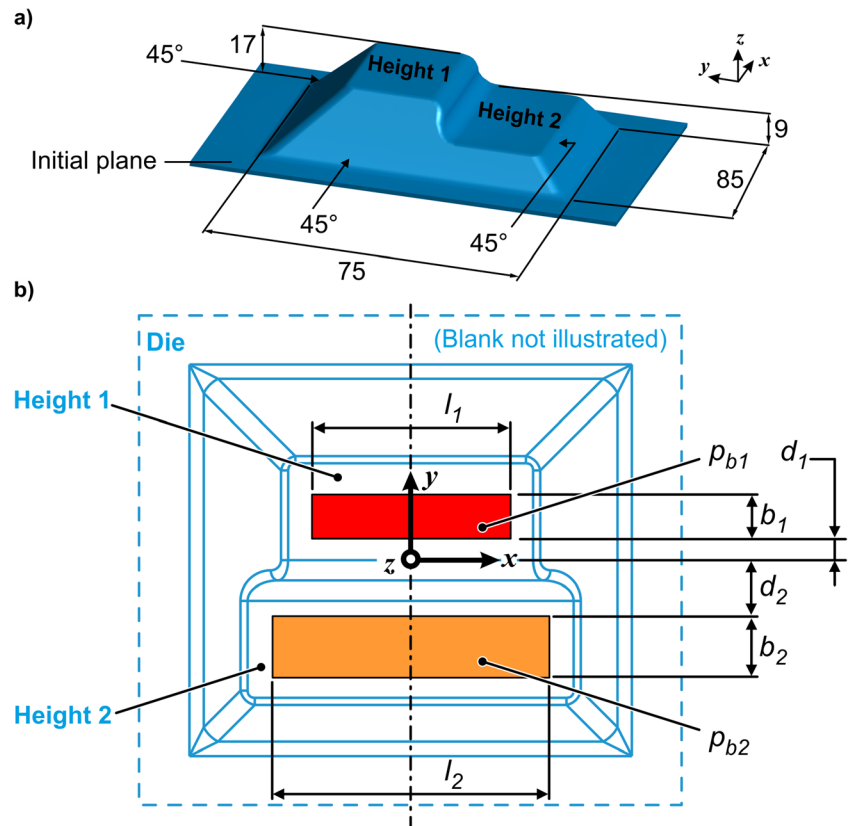 a)
17
45°
Height 1
Height 2
z
x
y
9
Initial plane
85
45°
45°
75
b)
Die
(Blank not illustrated)
Height 1
l1
pb1
d1
y
b1
z
x
d2
b2
Height 2
pb2
l2